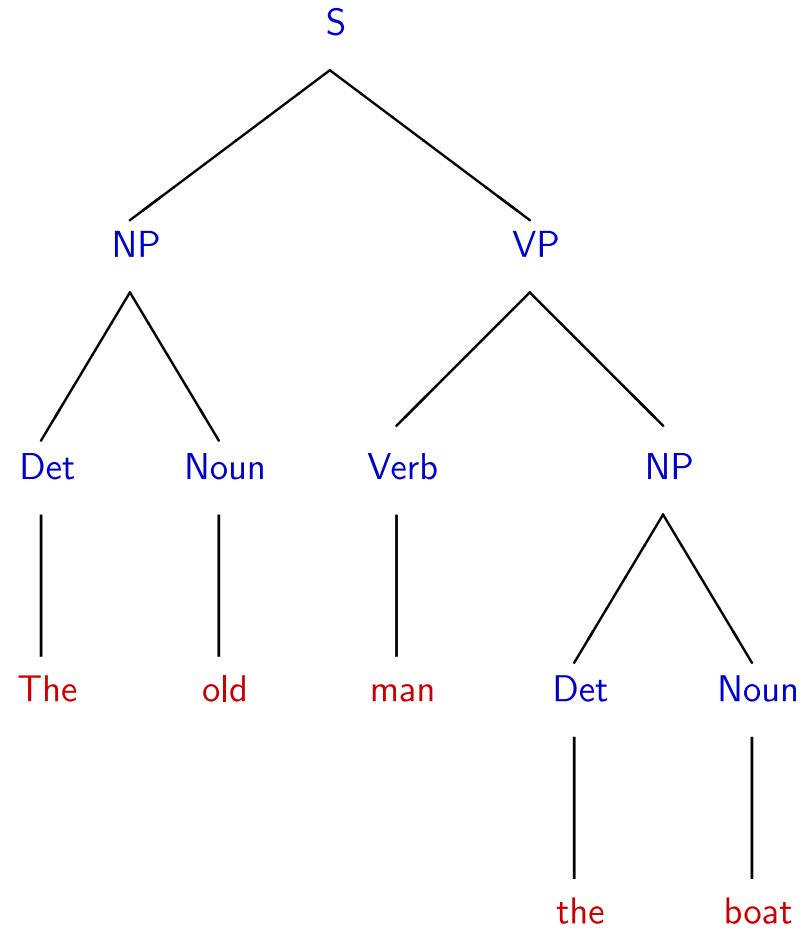 S
NP VP
Det Noun Verb NP
The old man Det Noun
the boat